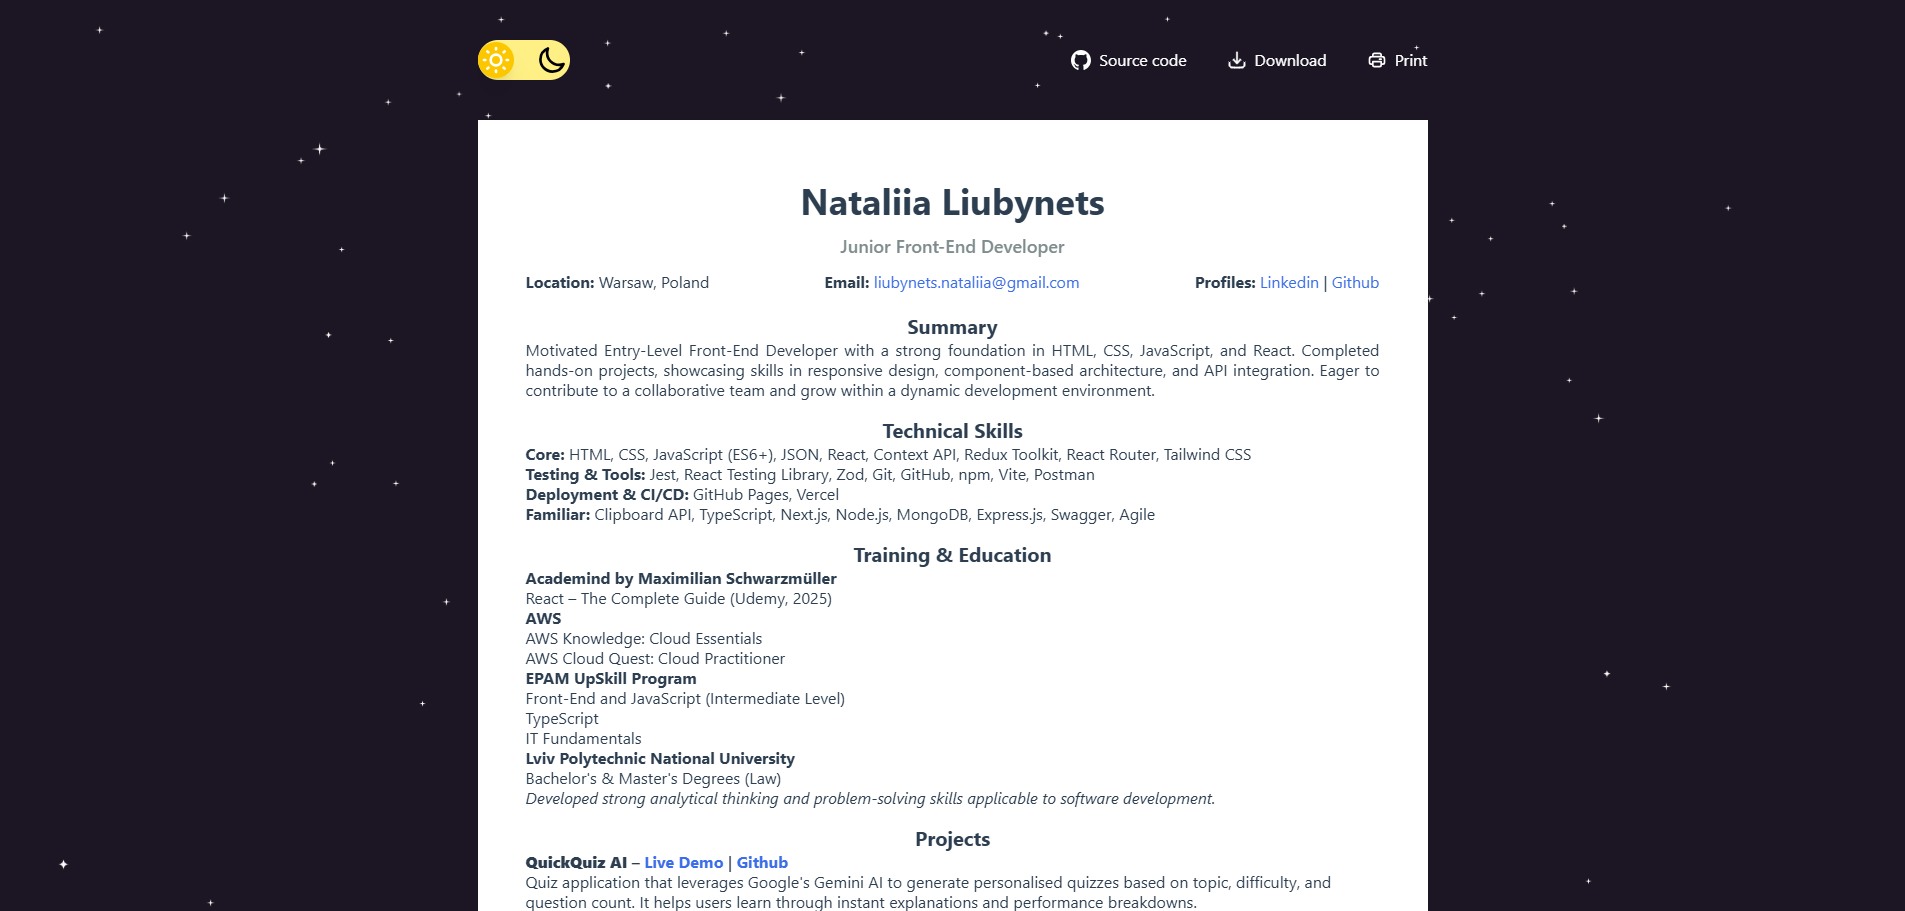 Source code Download Print
Nataliia Liubynets
Junior Front-End Developer
Location: Warsaw, Poland Email: liubynets.nataliia@gmail.com Profiles: Linkedin | Github
Summary
Motivated Entry-Level Front-End Developer with a strong foundation in HTML, CSS, JavaScript, and React. Completed
hands-on projects, showcasing skills in responsive design, component-based architecture, and API integration. Eager to
contribute to a collaborative team and grow within a dynamic development environment.
Technical Skills
Core: HTML, CSS, JavaScript (ES6+), JSON, React, Context API, Redux Toolkit, React Router, Tailwind CSS
Testing & Tools: Jest, React Testing Library, Zod, Git, GitHub, npm, Vite, Postman
Deployment & CI/CD: GitHub Pages, Vercel
Familiar: Clipboard API, TypeScript, Next.js, Node.js, MongoDB, Express.js, Swagger, Agile
Training & Education
Academind by Maximilian Schwarzmüller
React – The Complete Guide (Udemy, 2025)
AWS
AWS Knowledge: Cloud Essentials
AWS Cloud Quest: Cloud Practitioner
EPAM UpSkill Program
Front-End and JavaScript (Intermediate Level)
TypeScript
IT Fundamentals
Lviv Polytechnic National University
Bachelor's & Master's Degrees (Law)
Developed strong analytical thinking and problem-solving skills applicable to software development.
Projects
QuickQuiz AI – Live Demo | Github
Quiz application that leverages Google's Gemini AI to generate personalised quizzes based on topic, difficulty, and
question count. It helps users learn through instant explanations and performance breakdowns.